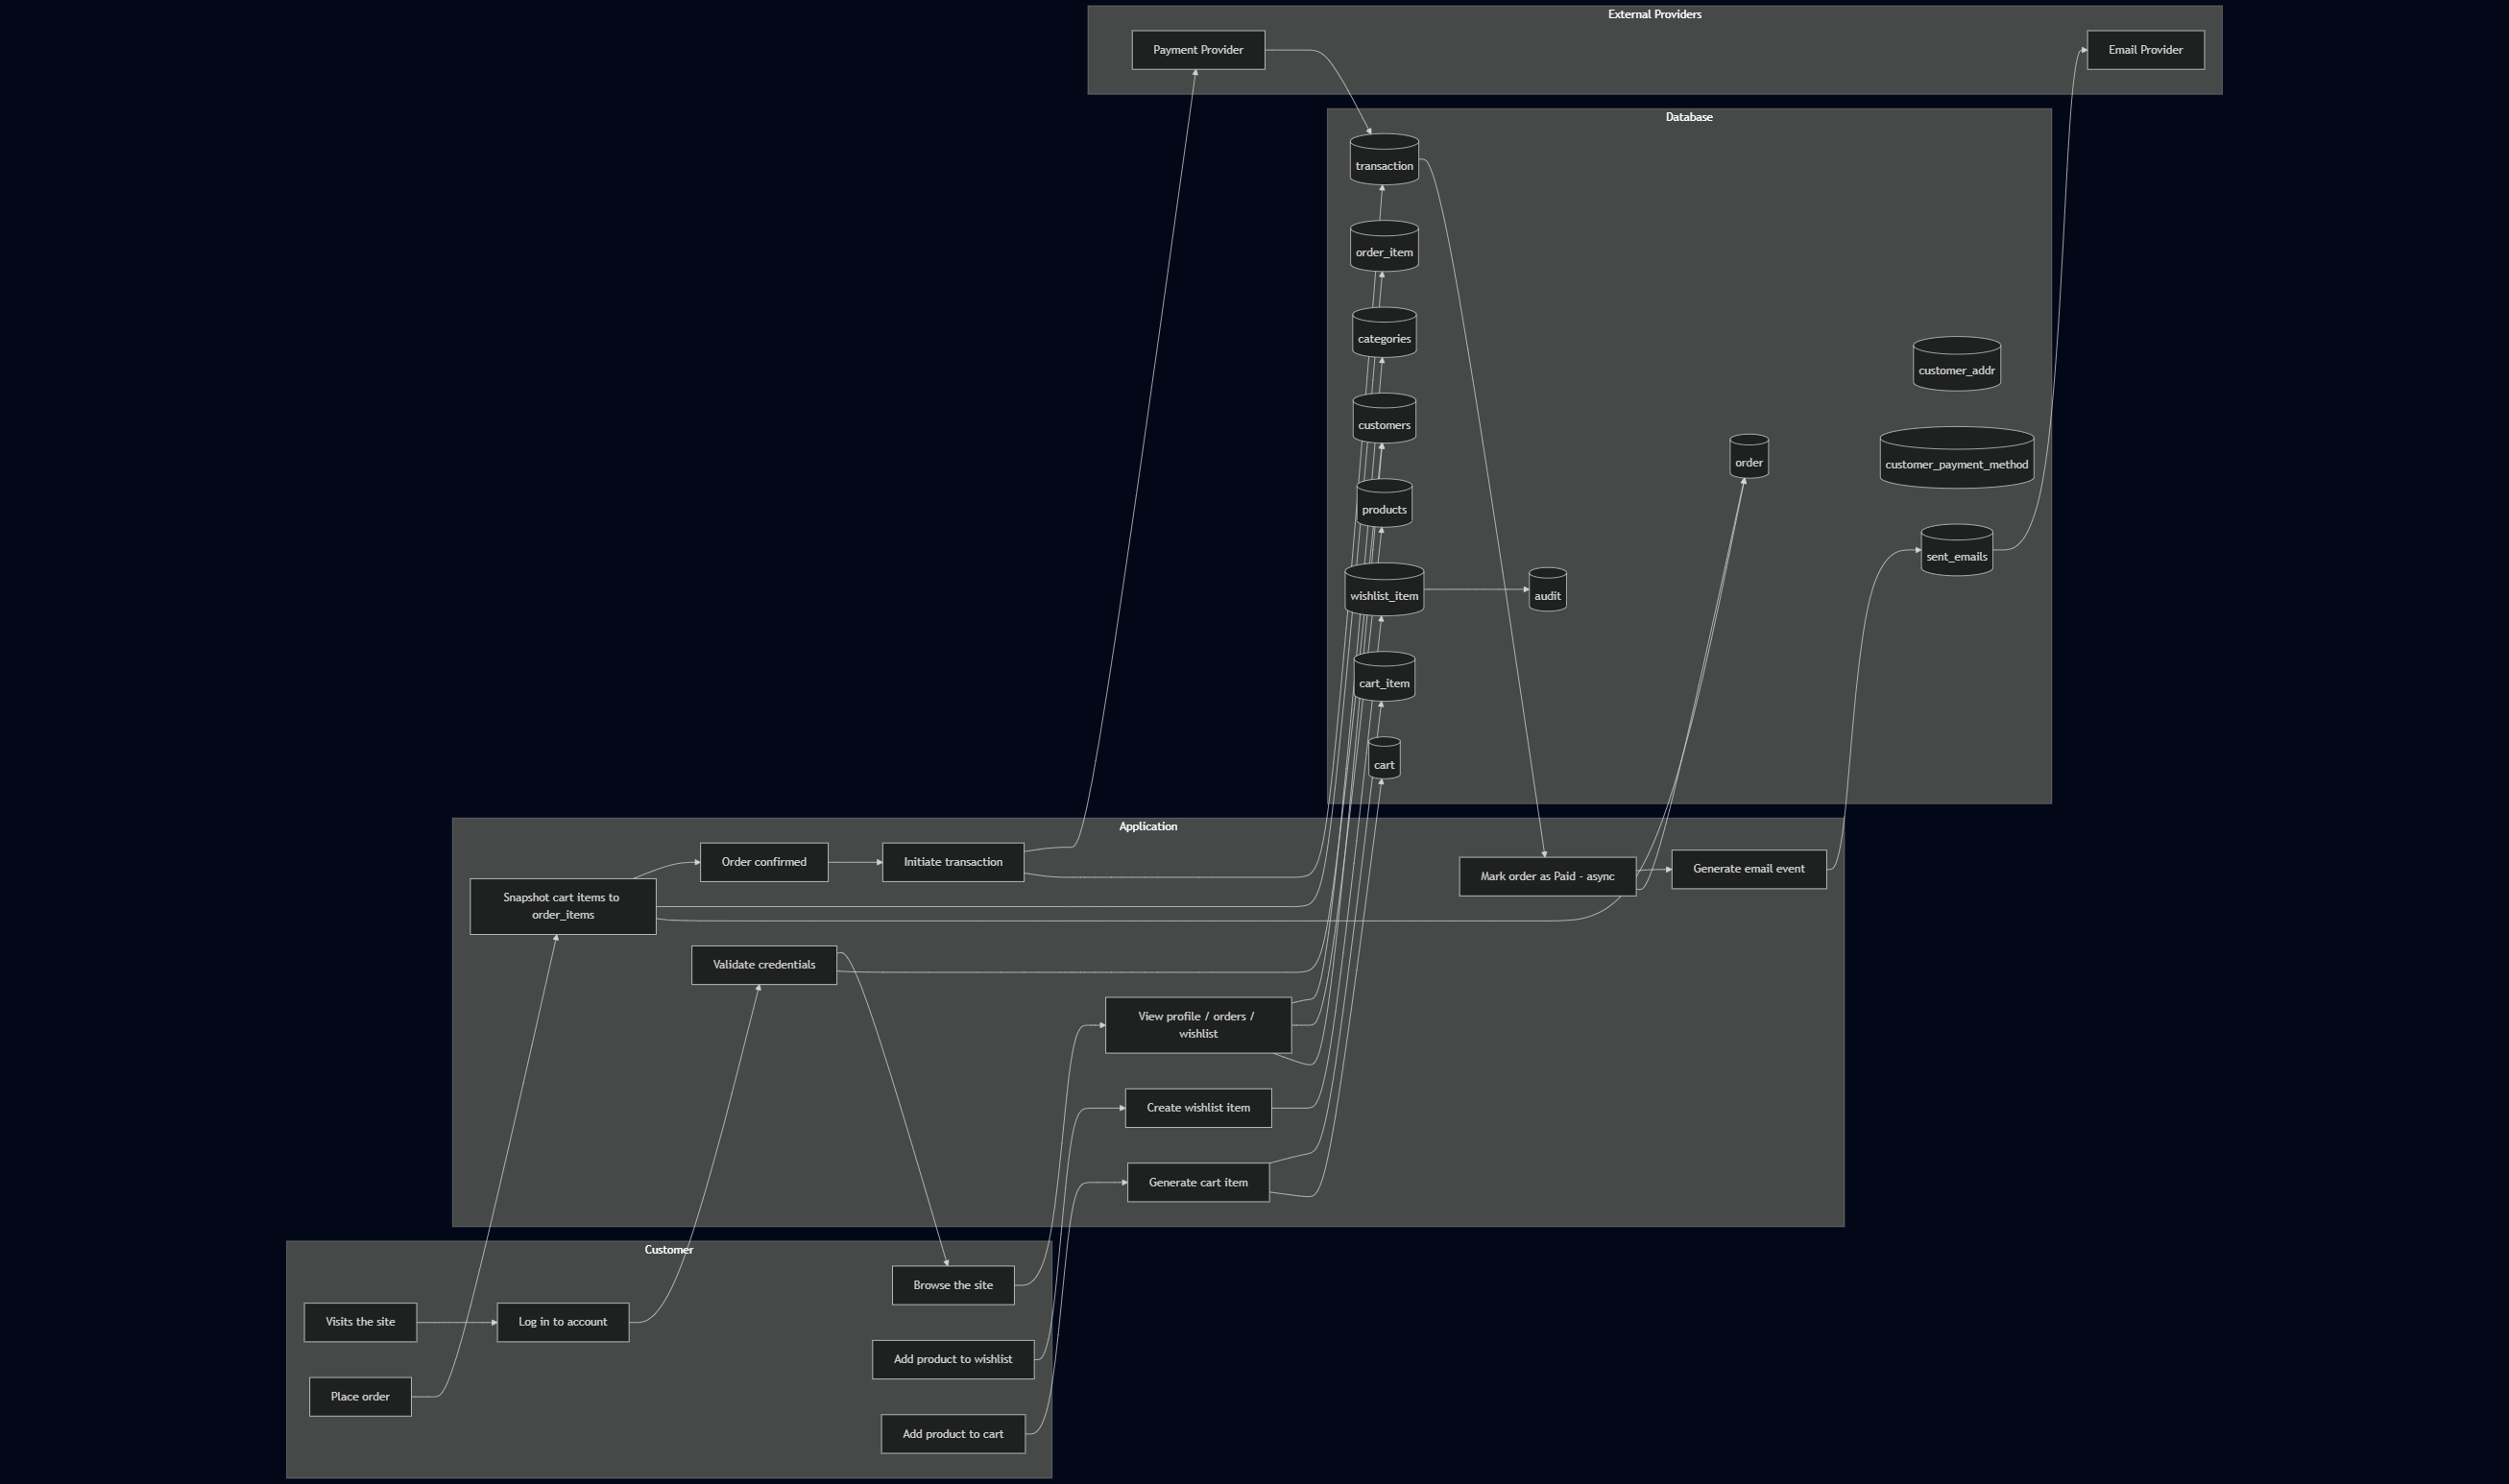 External Providers
Payment Provider
Email Provider
Database
transaction
order_item
categories
customer_addr
customers
order
customer_payment_method
products
sent_emails
wishlist_item
audit
cart_item
cart
Application
Order confirmed
Initiate transaction
Mark order as Paid - async
Generate email event
Snapshot cart items to
order_items
Validate credentials
View profile / orders /
wishlist
Create wishlist item
Generate cart item
Customer
Browse the site
Visits the site
Log in to account
Add product to wishlist
Place order
Add product to cart